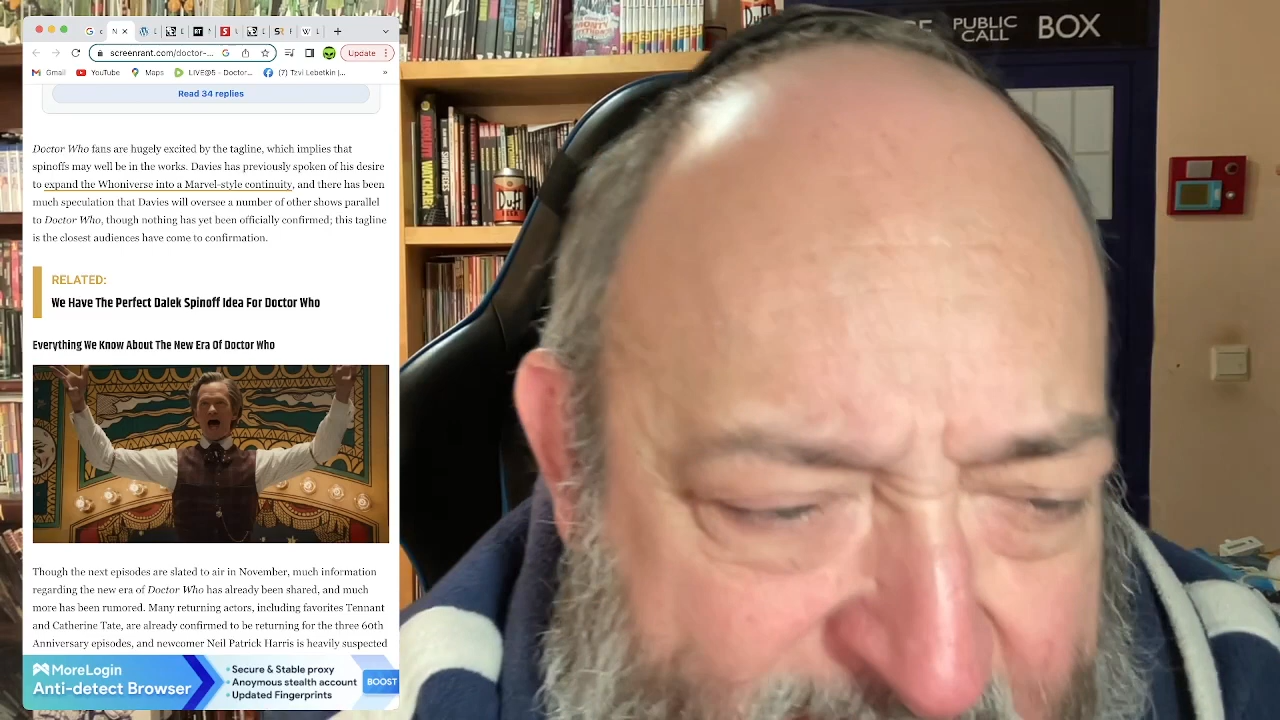 Update
screenrant.com/doctor-...
Gmail
YouTube
Maps
LIVE@5 - Doctor...
(7) Tzvi Lebetkin |...
»
Read 34 replies
Doctor Who fans are hugely excited by the tagline, which implies that
spinoffs may well be in the works. Davies has previously spoken of his desire
to expand the Whoniverse into a Marvel-style continuity, and there has been
much speculation that Davies will oversee a number of other shows parallel
to Doctor Who, though nothing has yet been officially confirmed; this tagline
is the closest audiences have come to confirmation.
RELATED:
We Have The Perfect Dalek Spinoff Idea For Doctor Who
Everything We Know About The New Era Of Doctor Who
Though the next episodes are slated to air in November, much information
regarding the new era of Doctor Who has already been shared, and much
more has been rumored. Many returning actors, including favorites Tennant
and Catherine Tate, are already confirmed to be returning for the three 60th
Anniversary episodes, and newcomer Neil Patrick Harris is heavily suspected
MoreLogin
Anti-detect Browser
• Secure & Stable proxy
• Anoymous stealth account
• Updated Fingerprints
BOOST
PUBLIC
CALL
BOX
ABSOLUTE
WATCHMEN
Duff